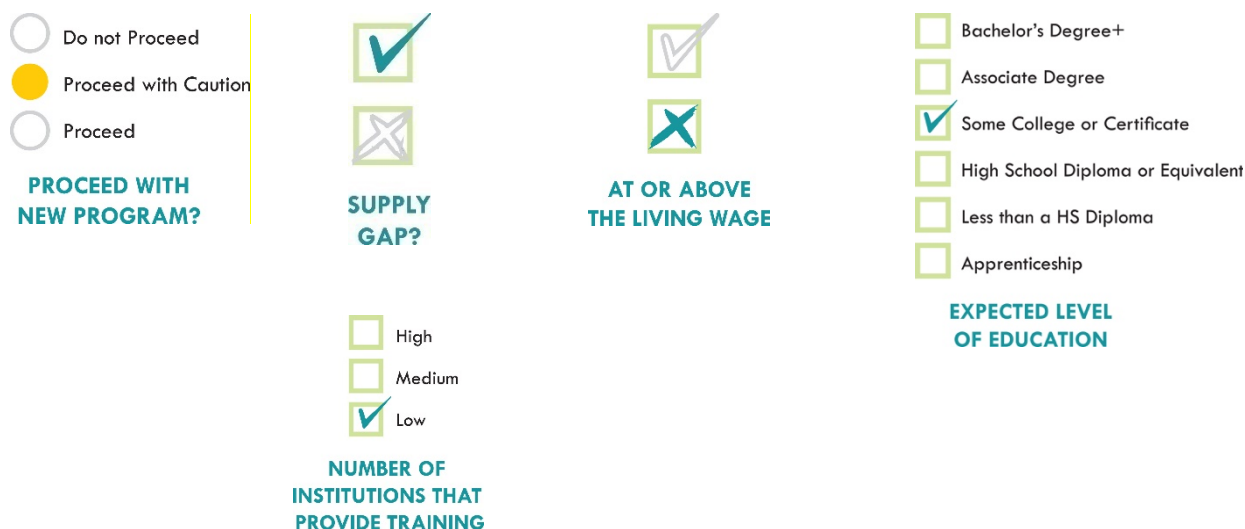 Do not Proceed
Proceed with Caution
Proceed
PROCEED WITH
NEW PROGRAM?
SUPPLY
GAP?
AT OR ABOVE
THE LIVING WAGE
Bachelor's Degree+
Associate Degree
Some College or Certificate
High School Diploma or Equivalent
Less than a HS Diploma
Apprenticeship
EXPECTED LEVEL
OF EDUCATION
High
Medium
Low
NUMBER OF
INSTITUTIONS THAT
PROVIDE TRAINING